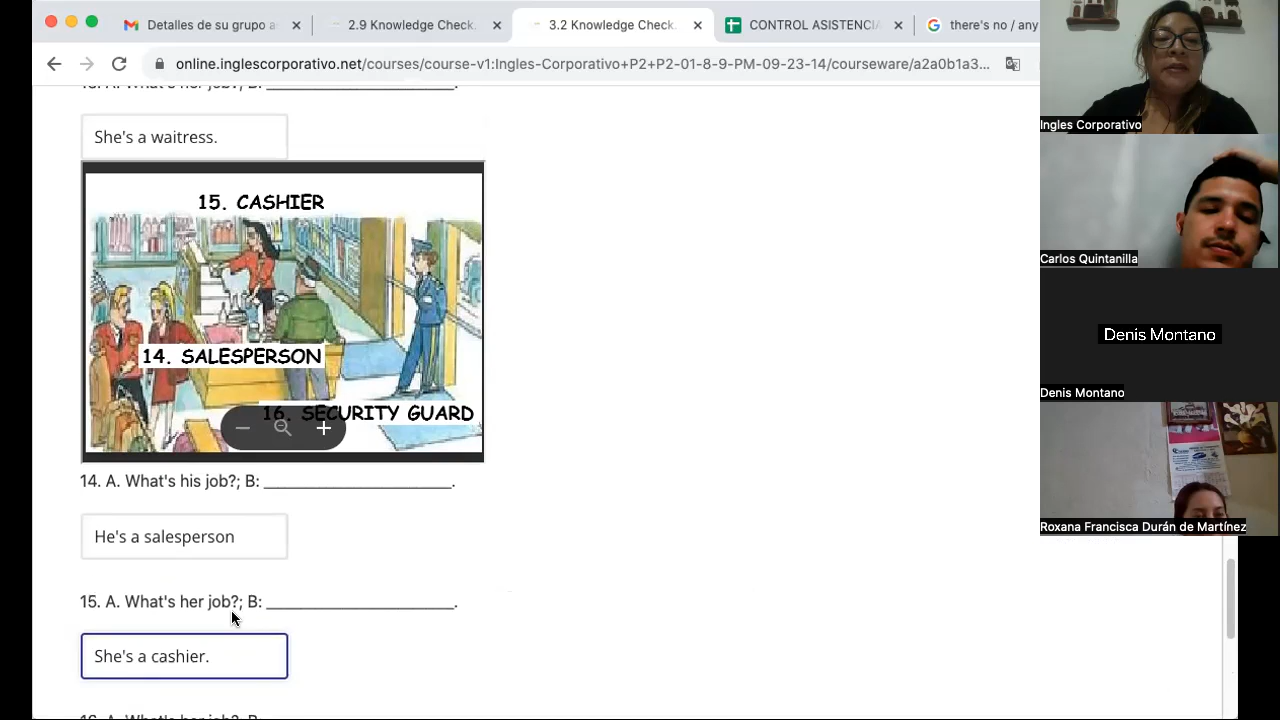 Detalles de su grupo a
2.9 Knowledge Check.
3.2 Knowledge Check.
CONTROL ASISTENCIA
there's no / any
online.inglescorporativo.net/courses/course-v1:Ingles-Corporativo+P2+P2-01-8-9-PM-09-23-14/courseware/a2a0b1a3...
She's a waitress.
15. CASHIER
14. SALESPERSON
16. SECURITY GUARD
14. A. What's his job?; B: ______________________.
He's a salesperson
15. A. What's her job?; B: ______________________.
She's a cashier.
Ingles Corporativo
Carlos Quintanilla
Denis Montano
Denis Montano
Roxana Francisca Durán de Martínez